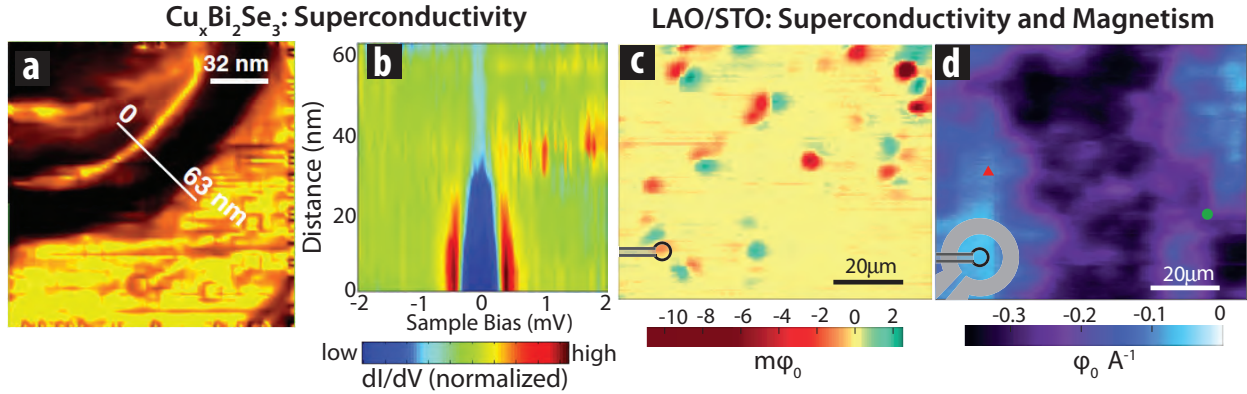 CuₓBi₂Se₃: Superconductivity
LAO/STO: Superconductivity and Magnetism
a
32 nm
0
63 nm
b
Distance (nm)
60
40
20
0
-2 -1 0 1 2
Sample Bias (mV)
low high
dI/dV (normalized)
c
20μm
-10 -8 -6 -4 -2 0 2
mφ₀
d
20μm
-0.3 -0.2 -0.1 0
φ₀ A⁻¹